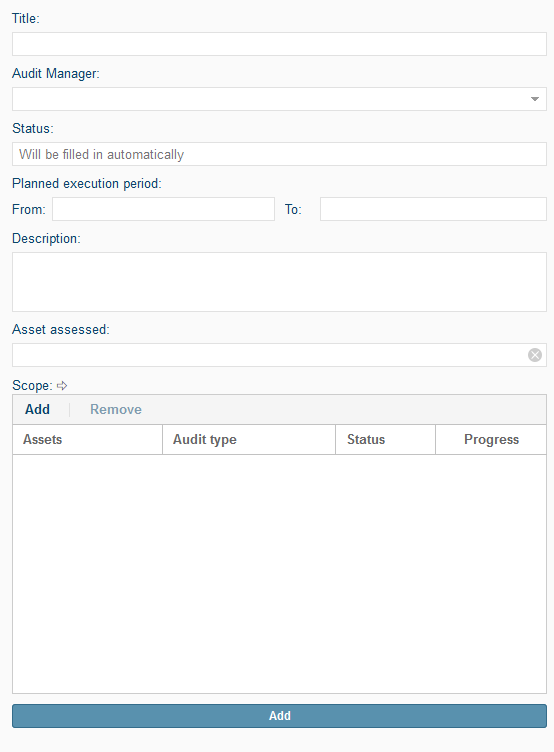 Title:
Audit Manager:
Status:
Will be filled in automatically
Planned execution period:
From: To:
Description:
Asset assessed:
Scope:
Add Remove
Assets Audit type Status Progress
Add